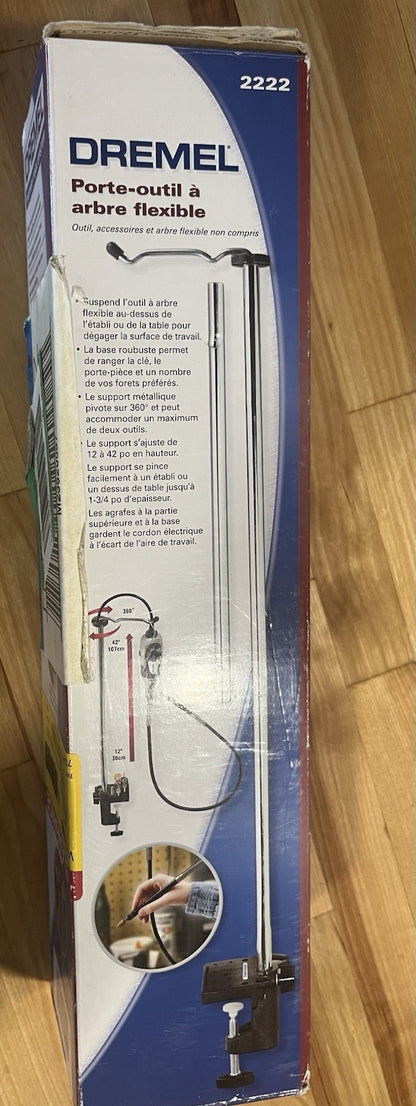 2222
DREMEL
Porte-outil à
arbre flexible
Outil, accessoires et arbre flexible non compris
• Suspend l'outil à arbre
flexible au-dessus de
l'établi ou de la table pour
dégager la surface de travail.
• La base roubuste permet
de ranger la clé, le
porte-pièce et un nombre
de vos forets préférés.
• Le support métallique
pivote sur 360° et peut
accommoder un maximum
de deux outils.
Le support s'ajuste de
12 à 42 po en hauteur.
Le support se pince
facilement à un établi ou
un dessus de table jusqu'à
1-3/4 po d'epaisseur.
Les agrafes à la partie
supérieure et à la base
gardent le cordon électrique
à l'écart de l'aire de travail.
360°
42"
107cm
12"
30cm